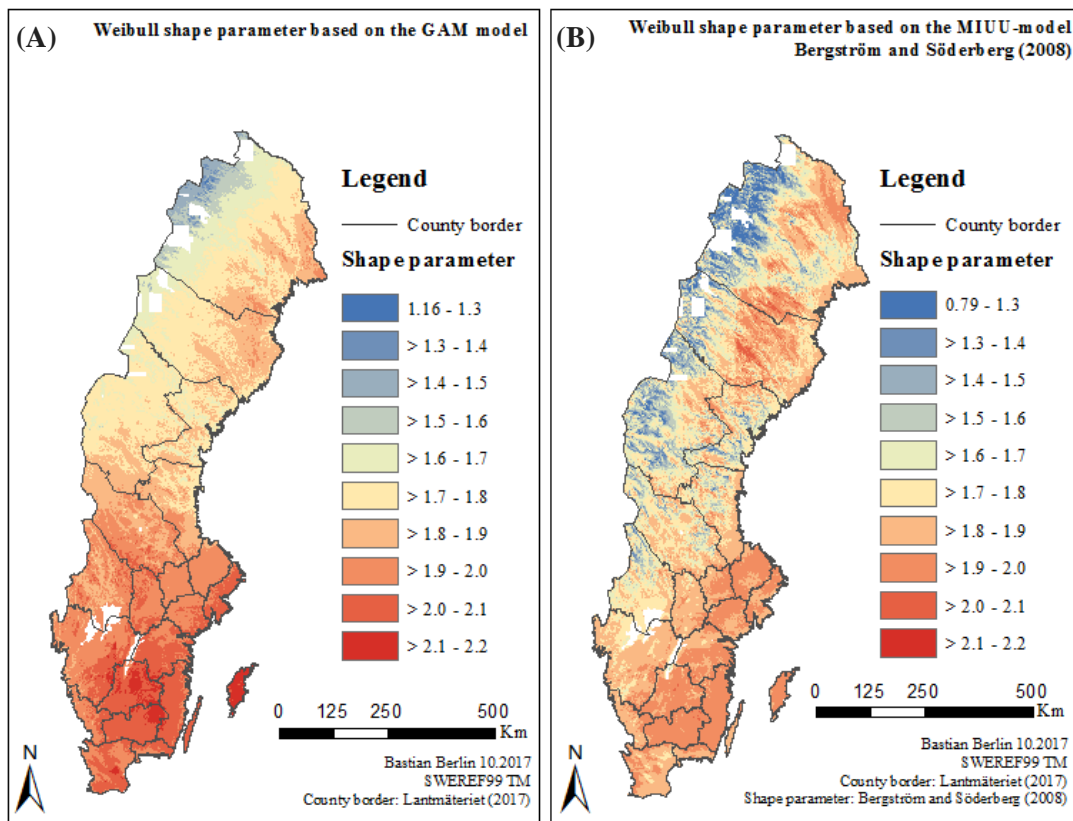 (A)
Weibull shape parameter based on the GAM model
Legend
County border
Shape parameter
1.16 - 1.3
> 1.3 - 1.4
> 1.4 - 1.5
> 1.5 - 1.6
> 1.6 - 1.7
> 1.7 - 1.8
> 1.8 - 1.9
> 1.9 - 2.0
> 2.0 - 2.1
> 2.1 - 2.2
0 125 250 500
Km
N
Bastian Berlin 10.2017
SWEREF99 TM
County border: Lantmäteriet (2017)
(B)
Weibull shape parameter based on the MIUU-model
Bergström and Söderberg (2008)
Legend
County border
Shape parameter
0.79 - 1.3
> 1.3 - 1.4
> 1.4 - 1.5
> 1.5 - 1.6
> 1.6 - 1.7
> 1.7 - 1.8
> 1.8 - 1.9
> 1.9 - 2.0
> 2.0 - 2.1
> 2.1 - 2.2
0 125 250 500
Km
N
Bastian Berlin 10.2017
SWEREF99 TM
County border: Lantmäteriet (2017)
Shape parameter: Bergström and Söderberg (2008)